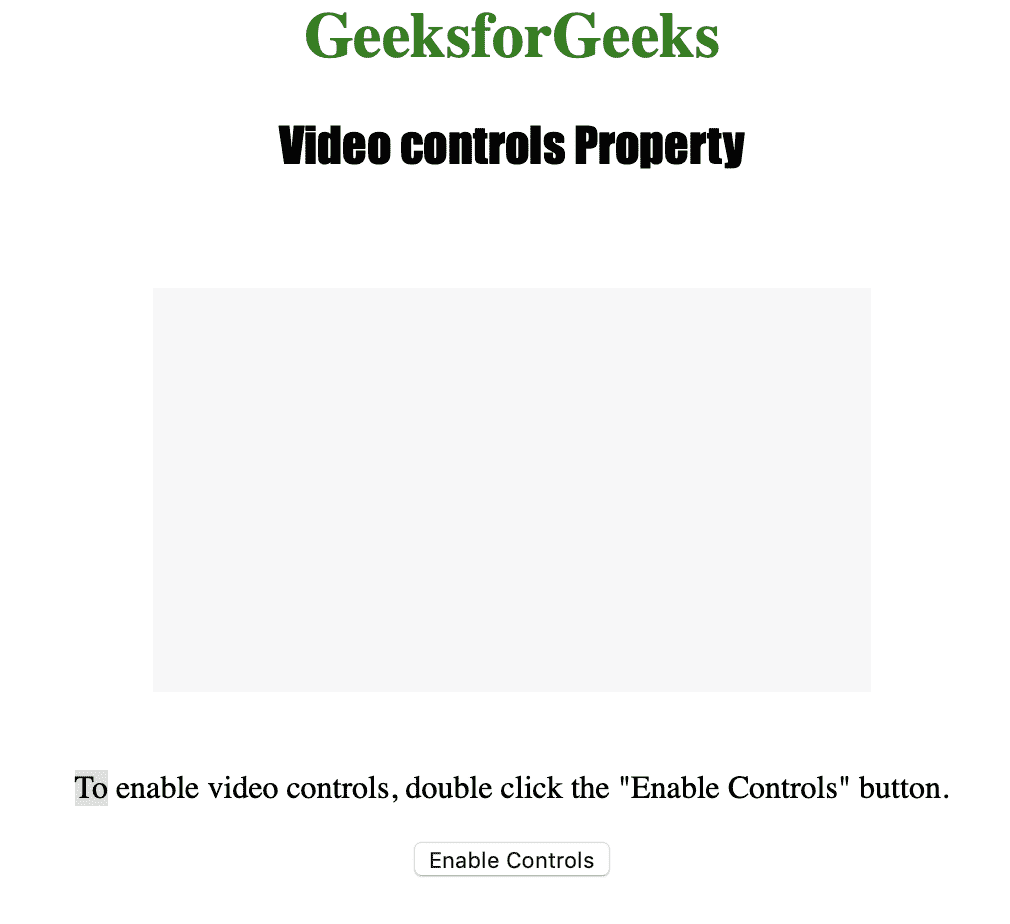 GeeksforGeeks
Video controls Property
To enable video controls, double click the "Enable Controls" button.
Enable Controls